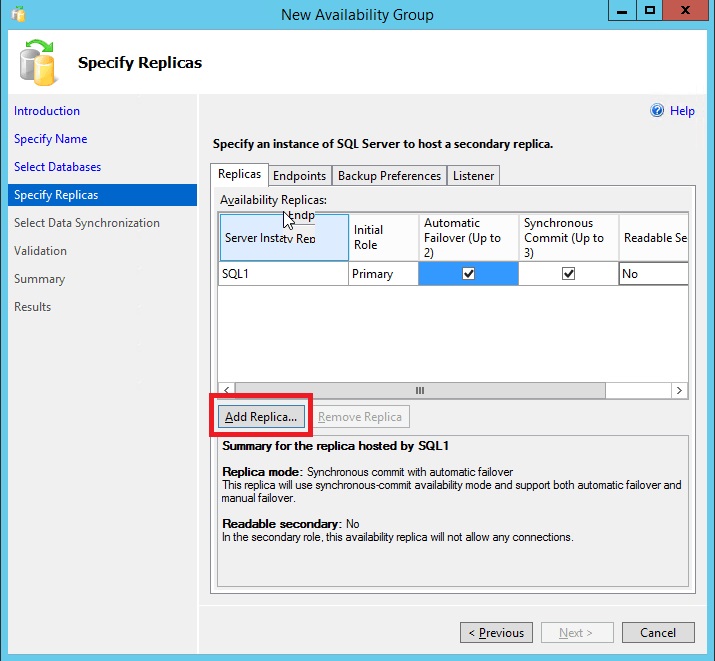 New Availability Group
Specify Replicas
Introduction
Specify Name
Select Databases
Specify Replicas
Select Data Synchronization
Validation
Summary
Results
Help
Specify an instance of SQL Server to host a secondary replica.
Replicas
Endpoints
Backup Preferences
Listener
Availability Replicas:
Server Insta
Endp
ty Rep
Initial
Role
Automatic
Failover (Up to
2)
Synchronous
Commit (Up to
3)
Readable Se
SQL1
Primary
No
Add Replica...
Remove Replica
Summary for the replica hosted by SQL1
Replica mode: Synchronous commit with automatic failover
This replica will use synchronous-commit availability mode and support both automatic failover and
manual failover.
Readable secondary: No
In the secondary role, this availability replica will not allow any connections.
< Previous
Next >
Cancel